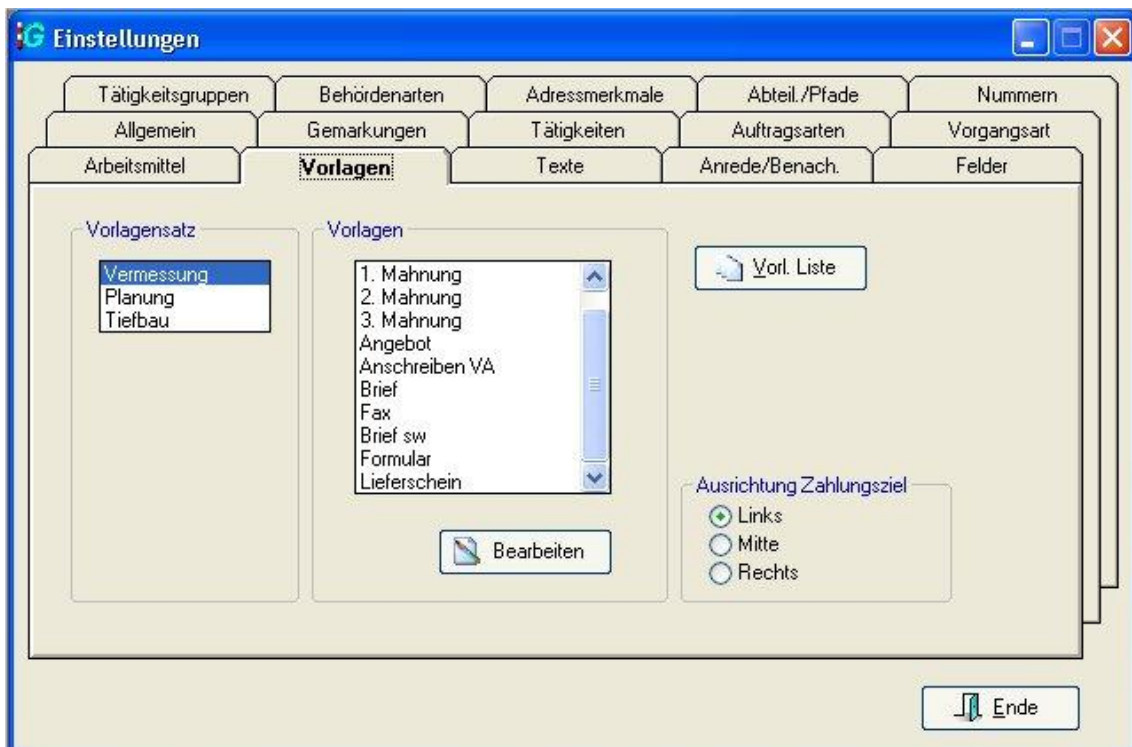 Einstellungen
Tätigkeitsgruppen Behördenarten Adressmerkmale Abteil./Pfade Nummern
Allgemein Gemarkungen Tätigkeiten Auftragsarten Vorgangsart
Arbeitsmittel Vorlagen Texte Anrede/Benach. Felder
Vorlagensatz
Vermessung
Planung
Tiefbau
Vorlagen
1. Mahnung
2. Mahnung
3. Mahnung
Angebot
Anschreiben VA
Brief
Fax
Brief sw
Formular
Lieferschein
Bearbeiten
Vorl. Liste
Ausrichtung Zahlungsziel
Links
Mitte
Rechts
Ende